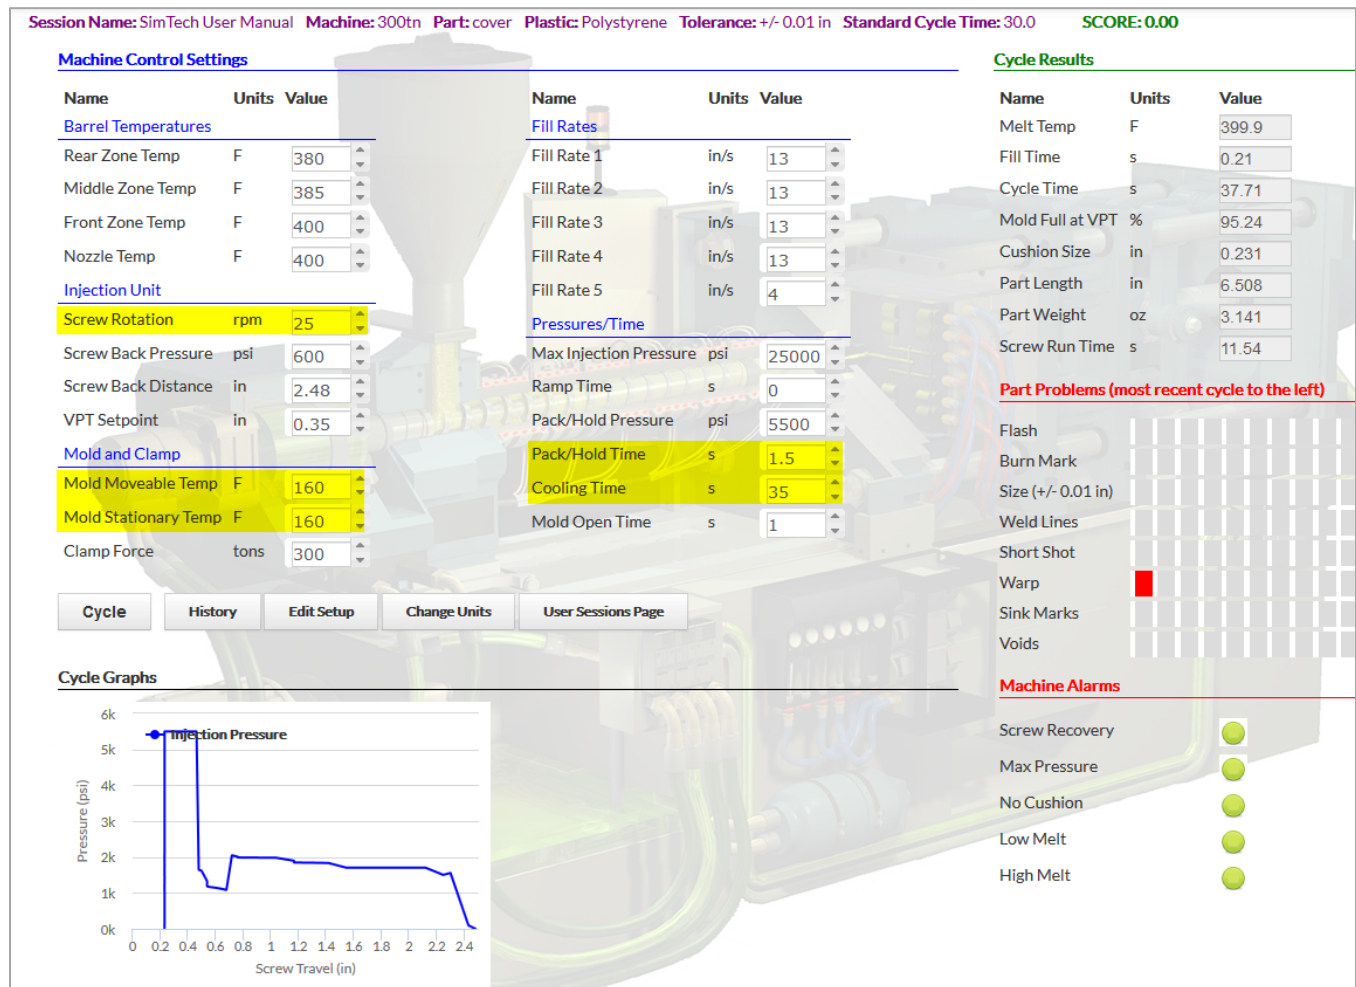 Session Name: SimTech User Manual Machine: 300tn Part: cover Plastic: Polystyrene Tolerance: +/- 0.01 in Standard Cycle Time: 30.0 SCORE: 0.00
Machine Control Settings
Name Units Value
Barrel Temperatures
Rear Zone Temp F 380
Middle Zone Temp F 385
Front Zone Temp F 400
Nozzle Temp F 400
Injection Unit
Screw Rotation rpm 25
Screw Back Pressure psi 600
Screw Back Distance in 2.48
VPT Setpoint in 0.35
Mold and Clamp
Mold Moveable Temp F 160
Mold Stationary Temp F 160
Clamp Force tons 300
Name Units Value
Fill Rates
Fill Rate 1 in/s 13
Fill Rate 2 in/s 13
Fill Rate 3 in/s 13
Fill Rate 4 in/s 13
Fill Rate 5 in/s 4
Pressures/Time
Max Injection Pressure psi 25000
Ramp Time s 0
Pack/Hold Pressure psi 5500
Pack/Hold Time s 1.5
Cooling Time s 35
Mold Open Time s 1
Cycle History Edit Setup Change Units User Sessions Page
Cycle Graphs
Injection Pressure
6k
5k
4k
3k
2k
1k
0k
Pressure (psi)
0 0.2 0.4 0.6 0.8 1 1.2 1.4 1.6 1.8 2 2.2 2.4
Screw Travel (in)
Cycle Results
Name Units Value
Melt Temp F 399.9
Fill Time s 0.21
Cycle Time s 37.71
Mold Full at VPT % 95.24
Cushion Size in 0.231
Part Length in 6.508
Part Weight oz 3.141
Screw Run Time s 11.54
Part Problems (most recent cycle to the left)
Flash
Burn Mark
Size (+/- 0.01 in)
Weld Lines
Short Shot
Warp
Sink Marks
Voids
Machine Alarms
Screw Recovery
Max Pressure
No Cushion
Low Melt
High Melt